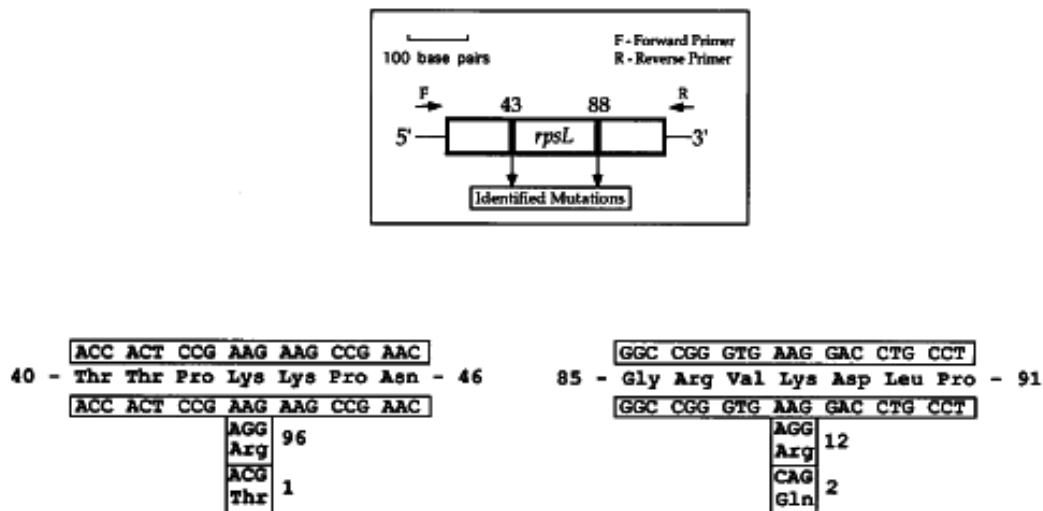 100 base pairs
F - Forward Primer
R - Reverse Primer
F
43
88
R
5'
rpsL
3'
Identified Mutations
ACC ACT CCG AAG AAG CCG AAC
40 - Thr Thr Pro Lys Lys Pro Asn - 46
ACC ACT CCG AAG AAG CCG AAC
AGG
Arg
96
ACG
Thr
1
GGC CGG GTG AAG GAC CTG CCT
85 - Gly Arg Val Lys Asp Leu Pro - 91
GGC CGG GTG AAG GAC CTG CCT
AGG
Arg
12
CAG
Gln
2